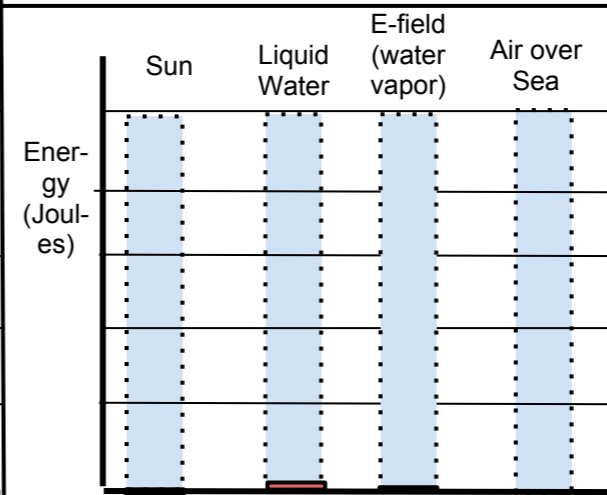 Sun
Liquid
Water
E-field
(water
vapor)
Air over
Sea
Ener-
gy
(Joul-
es)